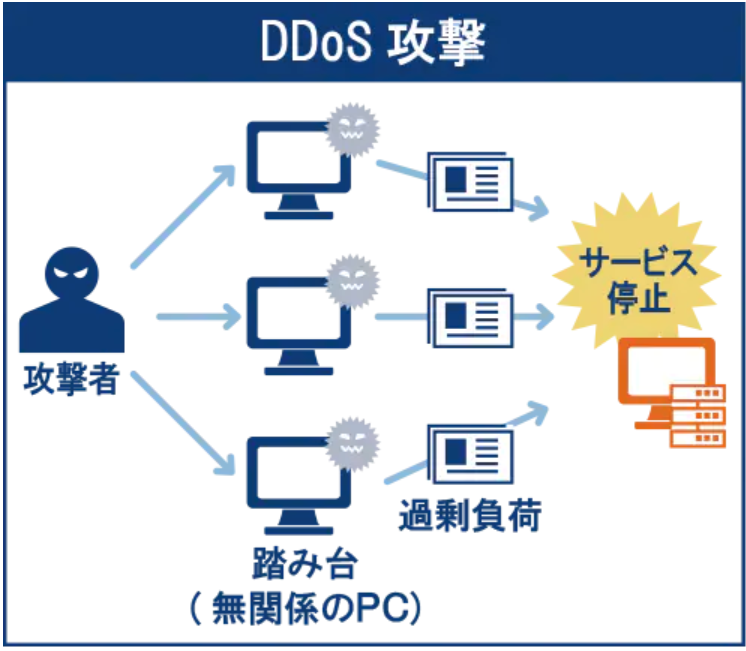 DDoS 攻撃
サービス
停止
攻撃者
過剰負荷
踏み台
( 無関係のPC)